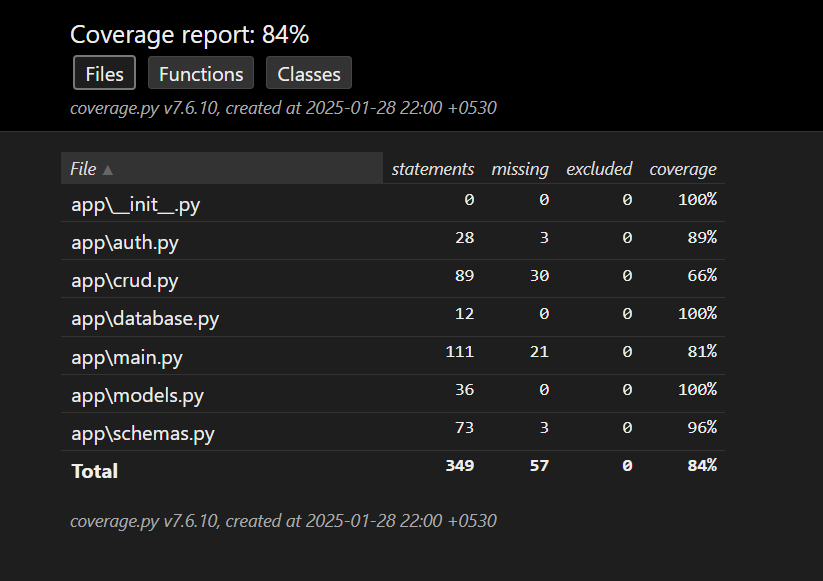 Coverage report: 84%
Files Functions Classes
coverage.py v7.6.10, created at 2025-01-28 22:00 +0530
File ▲ statements missing excluded coverage
app\__init__.py 0 0 0 100%
app\auth.py 28 3 0 89%
app\crud.py 89 30 0 66%
app\database.py 12 0 0 100%
app\main.py 111 21 0 81%
app\models.py 36 0 0 100%
app\schemas.py 73 3 0 96%
Total 349 57 0 84%
coverage.py v7.6.10, created at 2025-01-28 22:00 +0530